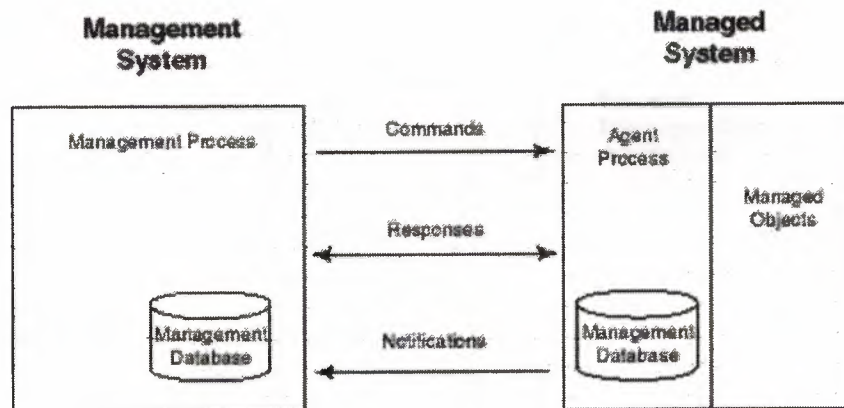 Management
System
Managed
System
Management Process
Commands
Agent
Process
Managed
Objects
Responses
Management
Database
Notifications
Management
Database